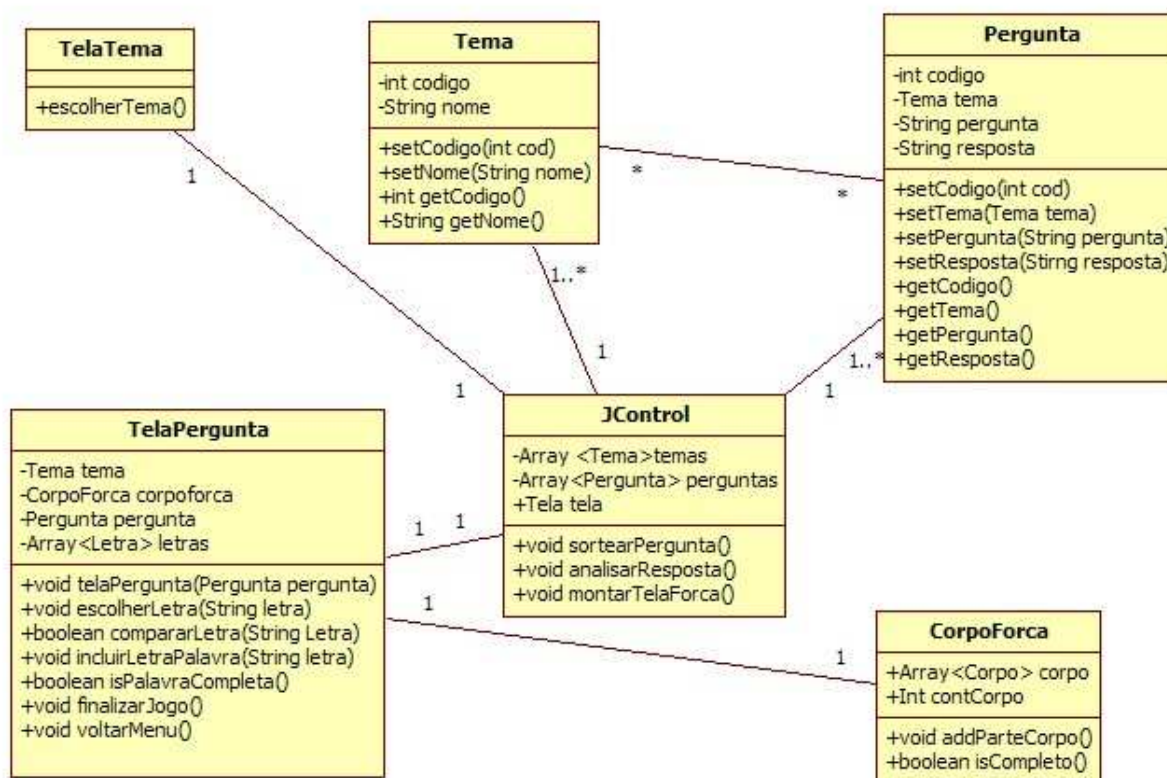 TelaTema
+escolherTema()
1
1
Tema
-int codigo
-String nome
+setCodigo(int cod)
+setNome(String nome)
+int getCodigo()
+String getNome()
*
*
1..*
1
Pergunta
-int codigo
-Tema tema
-String pergunta
-String resposta
+setCodigo(int cod)
+setTema(Tema tema)
+setPergunta(String pergunta)
+setResposta(Stirng resposta)
+getCodigo()
+getTema()
+getPergunta()
+getResposta()
1..*
1
JControl
-Array <Tema>temas
-Array<Pergunta> perguntas
+Tela tela
+void sortearPergunta()
+void analisarResposta()
+void montarTelaForca()
1
1
TelaPergunta
-Tema tema
-CorpoForca corpoforca
-Pergunta pergunta
-Array<Letra> letras
+void telaPergunta(Pergunta pergunta)
+void escolherLetra(String letra)
+boolean compararLetra(String Letra)
+void incluirLetraPalavra(String letra)
+boolean isPalavraCompleta()
+void finalizarJogo()
+void voltarMenu()
1
1
CorpoForca
+Array<Corpo> corpo
+Int contCorpo
+void addParteCorpo()
+boolean isCompleto()